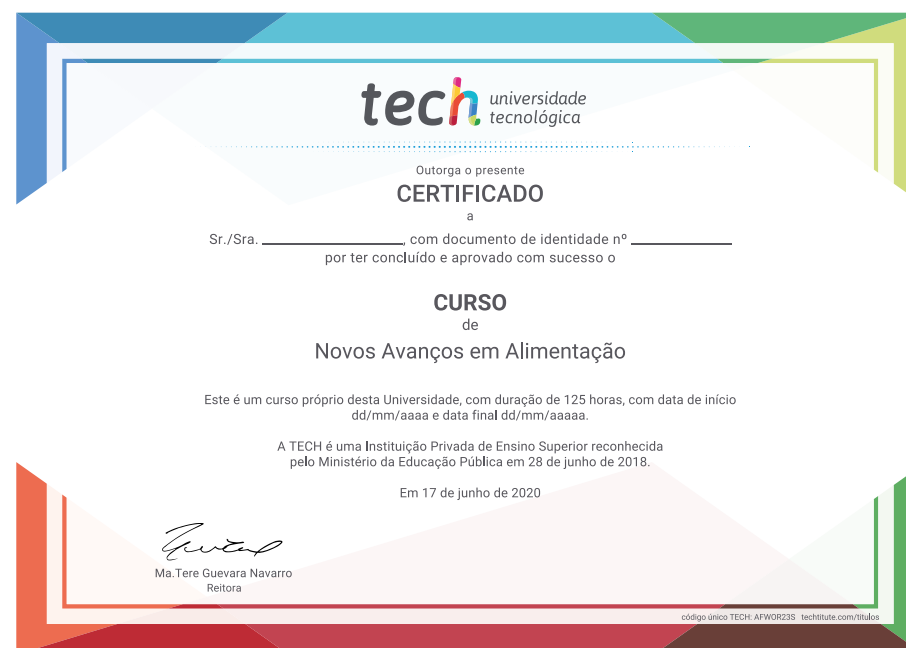 tech universidade
tecnológica
Outorga o presente
CERTIFICADO
a
Sr./Sra. , com documento de identidade nº
por ter concluído e aprovado com sucesso o
CURSO
de
Novos Avanços em Alimentação
Este é um curso próprio desta Universidade, com duração de 125 horas, com data de início
dd/mm/aaaa e data final dd/mm/aaaaa.
A TECH é uma Instituição Privada de Ensino Superior reconhecida
pelo Ministério da Educação Pública em 28 de junho de 2018.
Em 17 de junho de 2020
Ma.Tere Guevara Navarro
Reitora
código único TECH: AFWOR23S techtitute.com/titulos